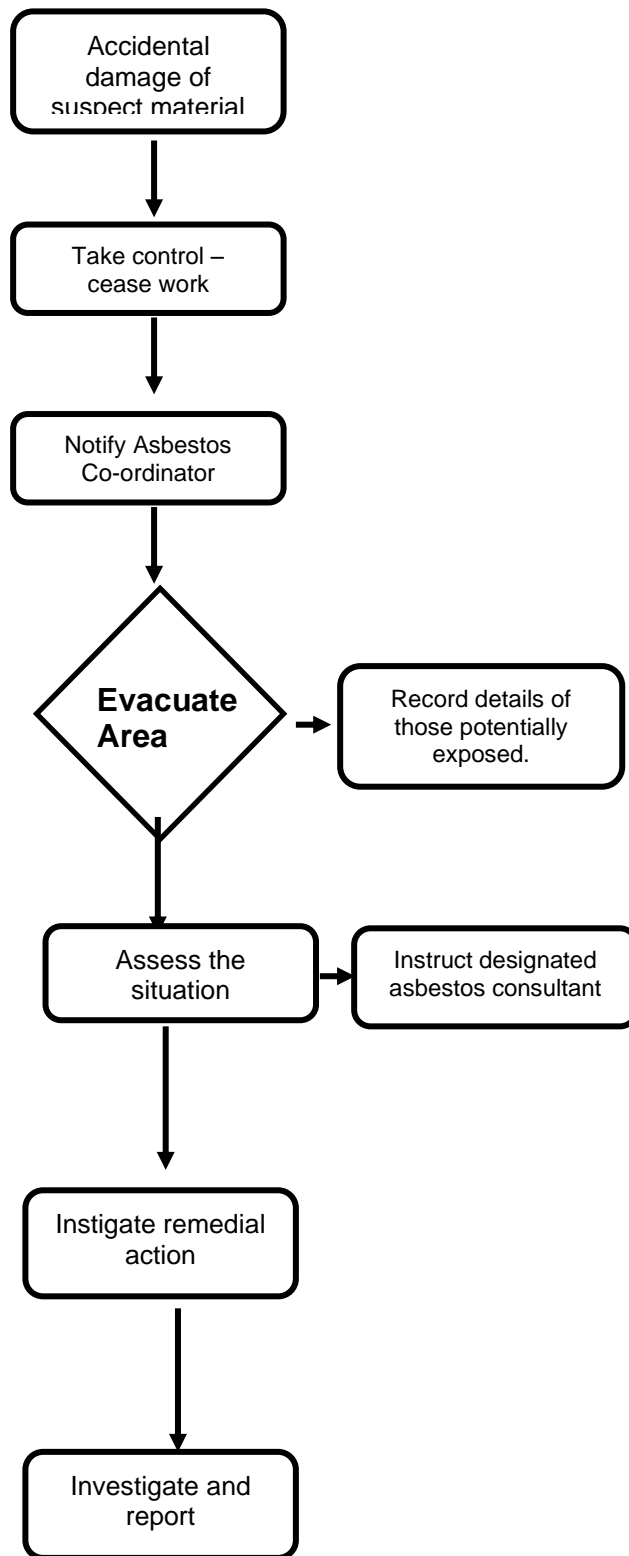 Accidental
damage of
suspect material
Take control –
cease work
Notify Asbestos
Co-ordinator
Evacuate
Area
Record details of
those potentially
exposed.
Assess the
situation
Instruct designated
asbestos consultant
Instigate remedial
action
Investigate and
report